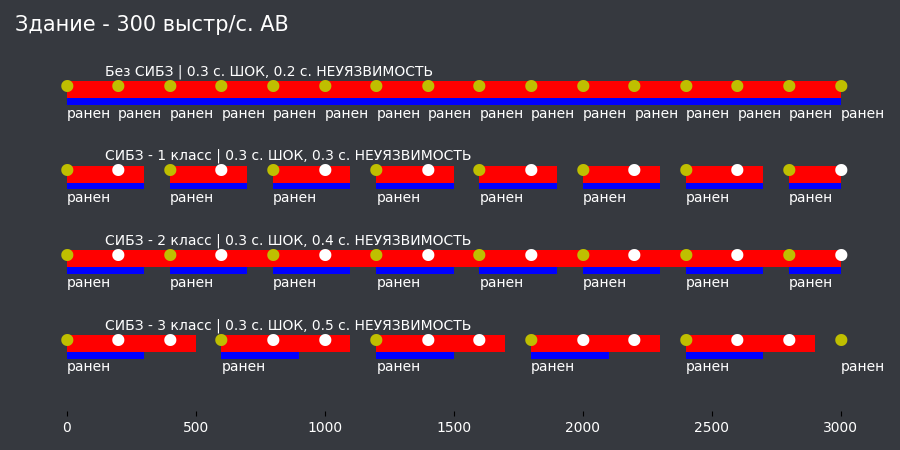 Здание - 300 выстр/с. АВ
Без СИБЗ | 0.3 с. ШОК, 0.2 с. НЕУЯЗВИМОСТЬ
ранен ранен ранен ранен ранен ранен ранен ранен ранен ранен ранен ранен ранен ранен ранен ранен
СИБЗ - 1 класс | 0.3 с. ШОК, 0.3 с. НЕУЯЗВИМОСТЬ
ранен ранен ранен ранен ранен ранен ранен ранен
СИБЗ - 2 класс | 0.3 с. ШОК, 0.4 с. НЕУЯЗВИМОСТЬ
ранен ранен ранен ранен ранен ранен ранен ранен
СИБЗ - 3 класс | 0.3 с. ШОК, 0.5 с. НЕУЯЗВИМОСТЬ
ранен ранен ранен ранен ранен ранен
0 500 1000 1500 2000 2500 3000